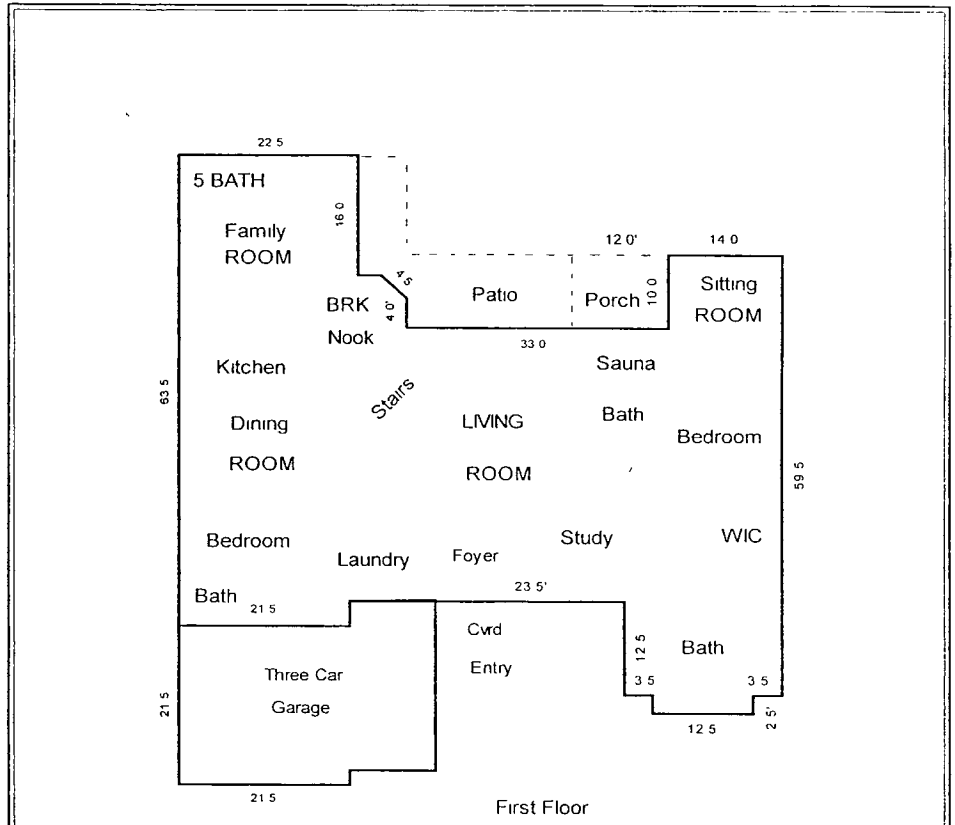 22 5
5 BATH
Family
ROOM
16 0
12 0'
14 0
4 5
4 0'
Patio
Porch
10 0
Sitting
ROOM
BRK
Nook
33 0
Kitchen
Stairs
Sauna
63 5
Dining
ROOM
LIVING
ROOM
Bath
Bedroom
59 5
Bedroom
Laundry
Foyer
Study
WIC
Bath
21 5
23 5'
Cvrd
Entry
12 5
Bath
3 5
3 5
Three Car
Garage
21 5
12 5
2 5'
21 5
First Floor